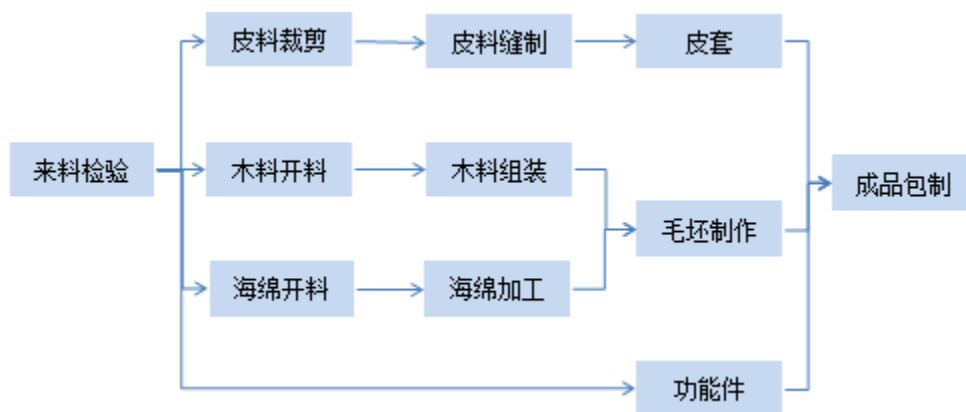 皮料裁剪
皮料缝制
皮套
来料检验
木料开料
木料组装
成品包制
毛坯制作
海绵开料
海绵加工
功能件